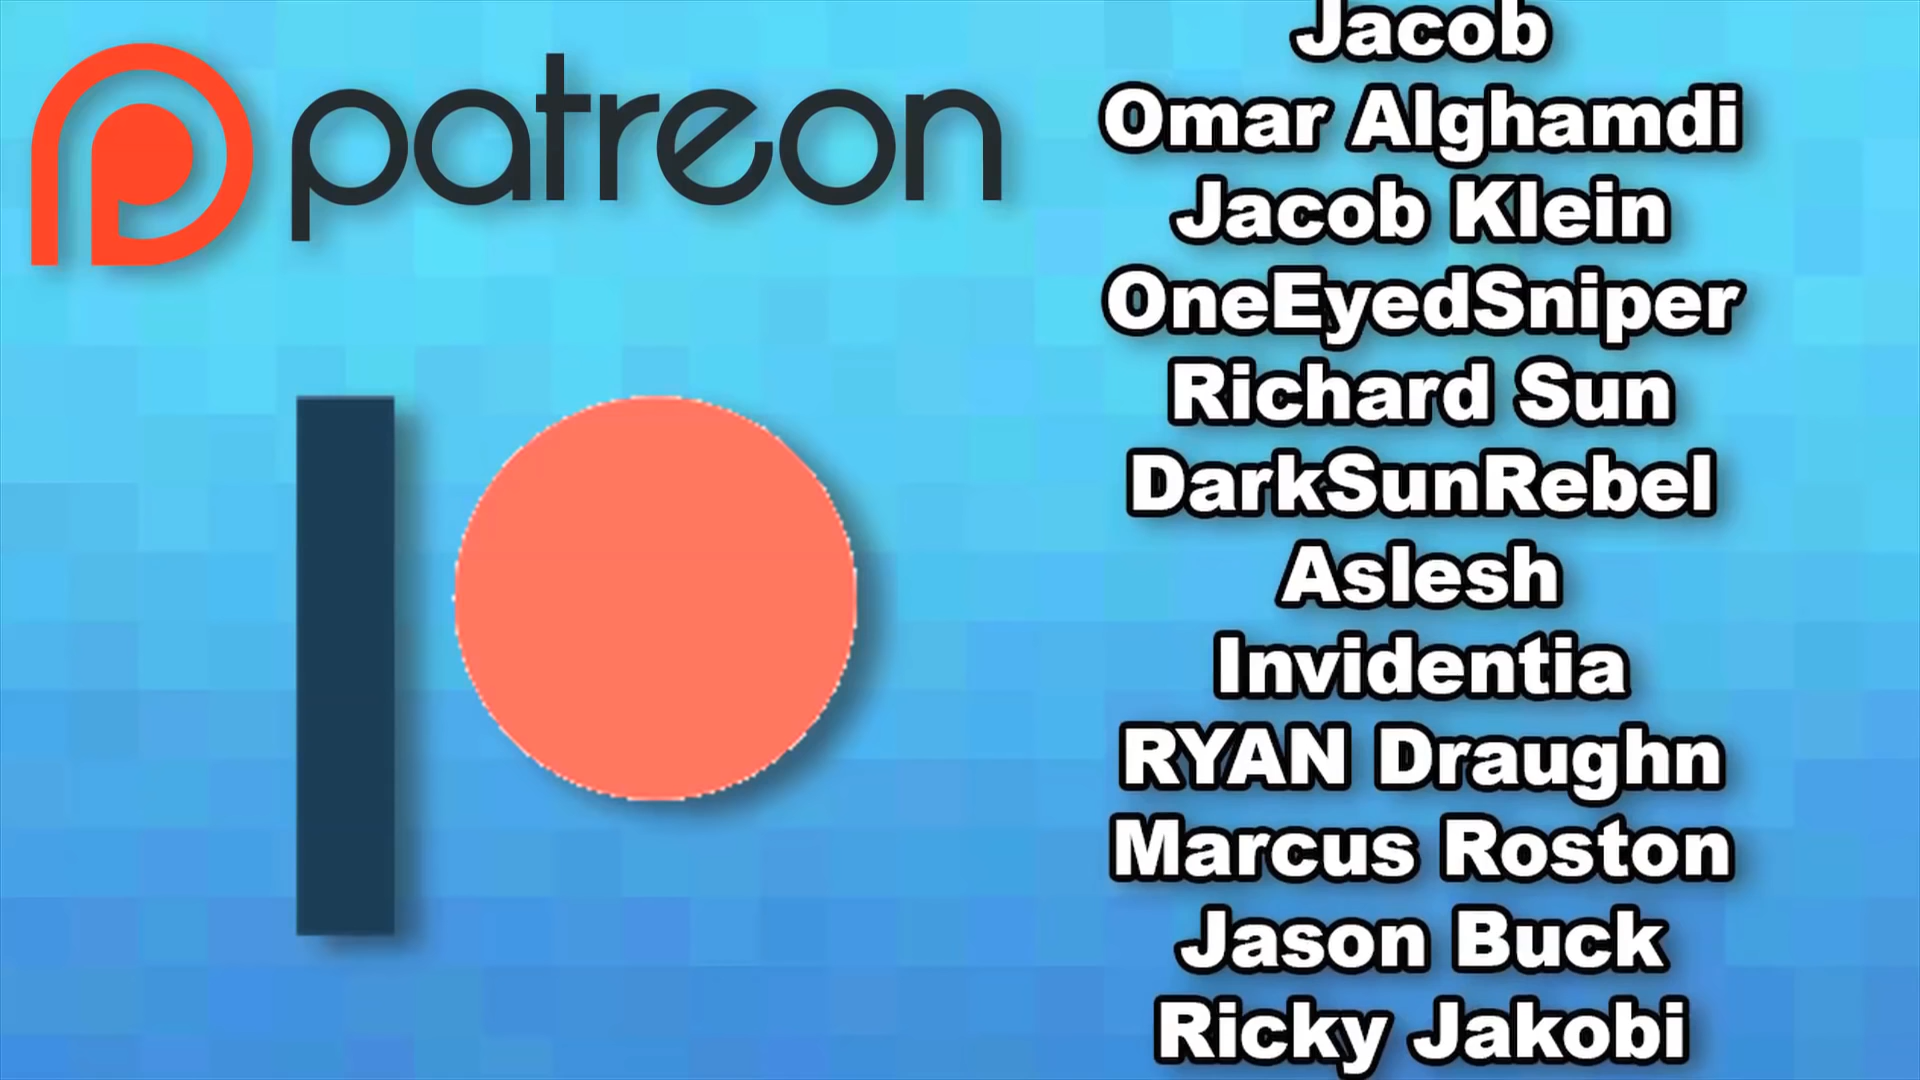 patreon
Jacob
Omar Alghamdi
Jacob Klein
OneEyedSniper
Richard Sun
DarkSunRebel
Aslesh
Invidentia
RYAN Draughn
Marcus Roston
Jason Buck
Ricky Jakobi